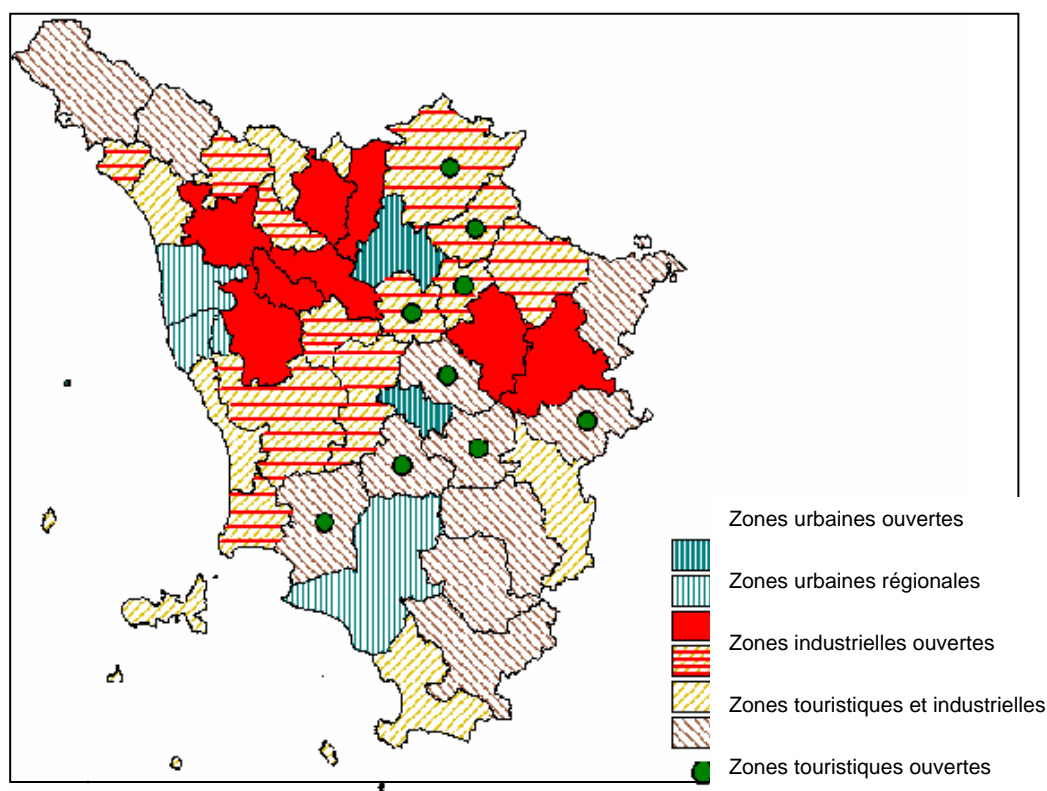 Zones urbaines ouvertes
Zones urbaines régionales
Zones industrielles ouvertes
Zones touristiques et industrielles
Zones touristiques ouvertes